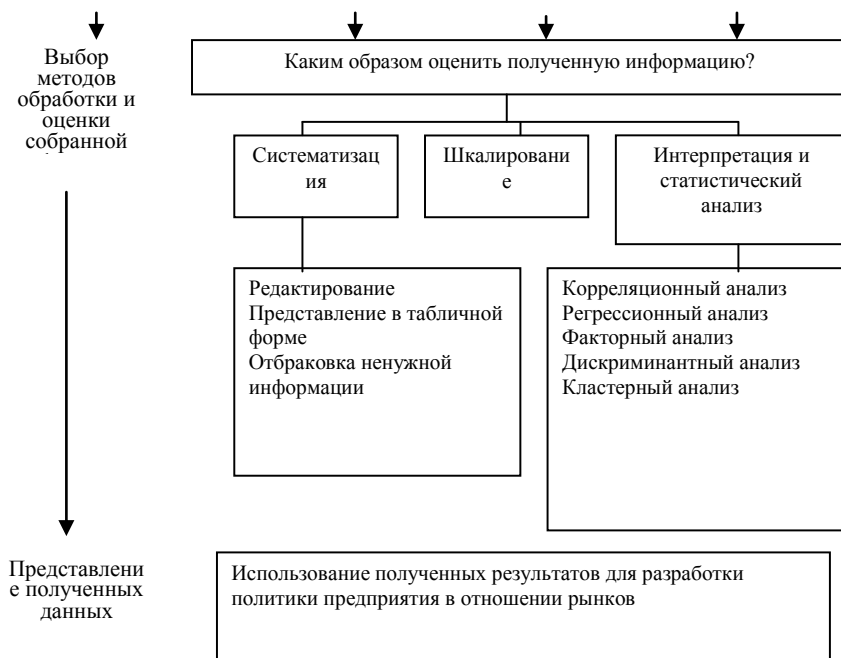 Выбор
методов
обработки и
оценки
собранной
Каким образом оценить полученную информацию?
Систематизац
ия
Шкалировани
е
Интерпретация и
статистический
анализ
Редактирование
Представление в табличной
форме
Отбраковка ненужной
информации
Корреляционный анализ
Регрессионный анализ
Факторный анализ
Дискриминантный анализ
Кластерный анализ
Представлени
е полученных
данных
Использование полученных результатов для разработки
политики предприятия в отношении рынков